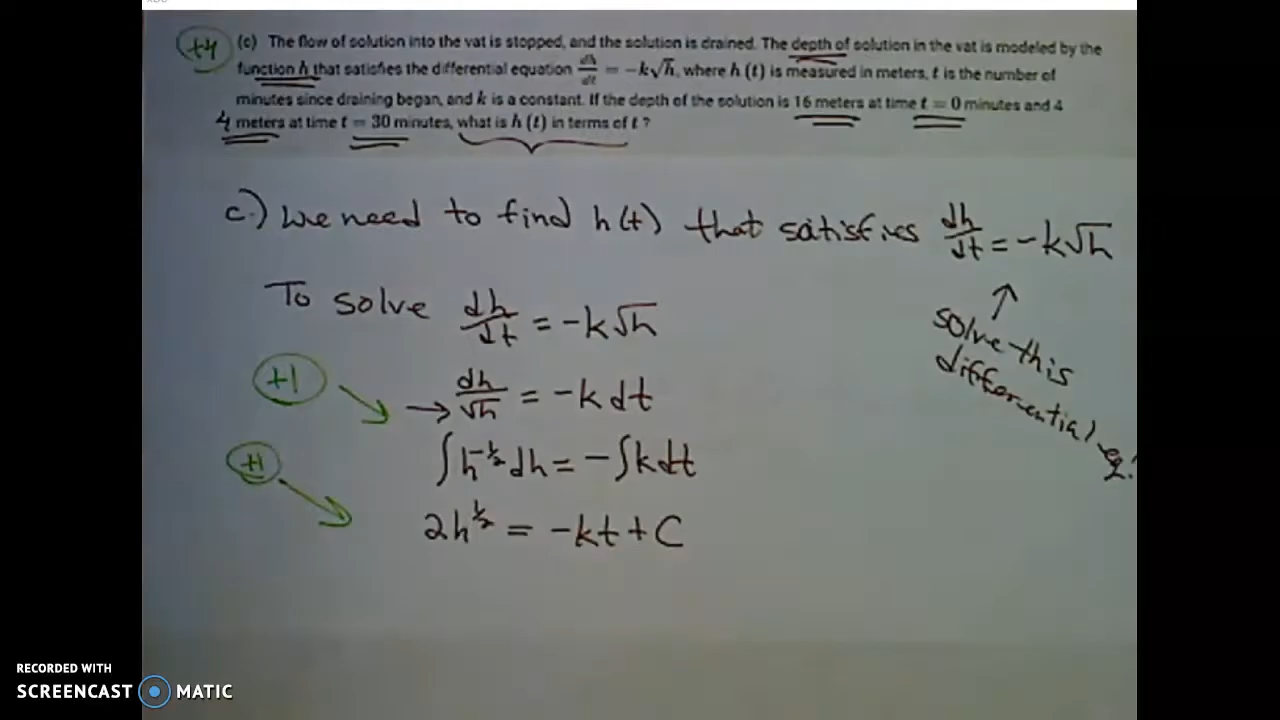 +4 (c) The flow of solution into the vat is stopped, and the solution is drained. The depth of solution in the vat is modeled by the
function h that satisfies the differential equation dh/dt = -k√h, where h (t) is measured in meters, t is the number of
minutes since draining began, and k is a constant. If the depth of the solution is 16 meters at time t = 0 minutes and 4
4 meters at time t = 30 minutes, what is h (t) in terms of t ?
c.) We need to find h(t) that satisfies dh/dt = -k√h
To solve dh/dt = -k√h
solve this
differential eq.
+1 → dh/√h = -k dt
+1 ∫h^-1/2 dh = -∫k dt
2h^1/2 = -kt + C
RECORDED WITH
SCREENCAST MATIC